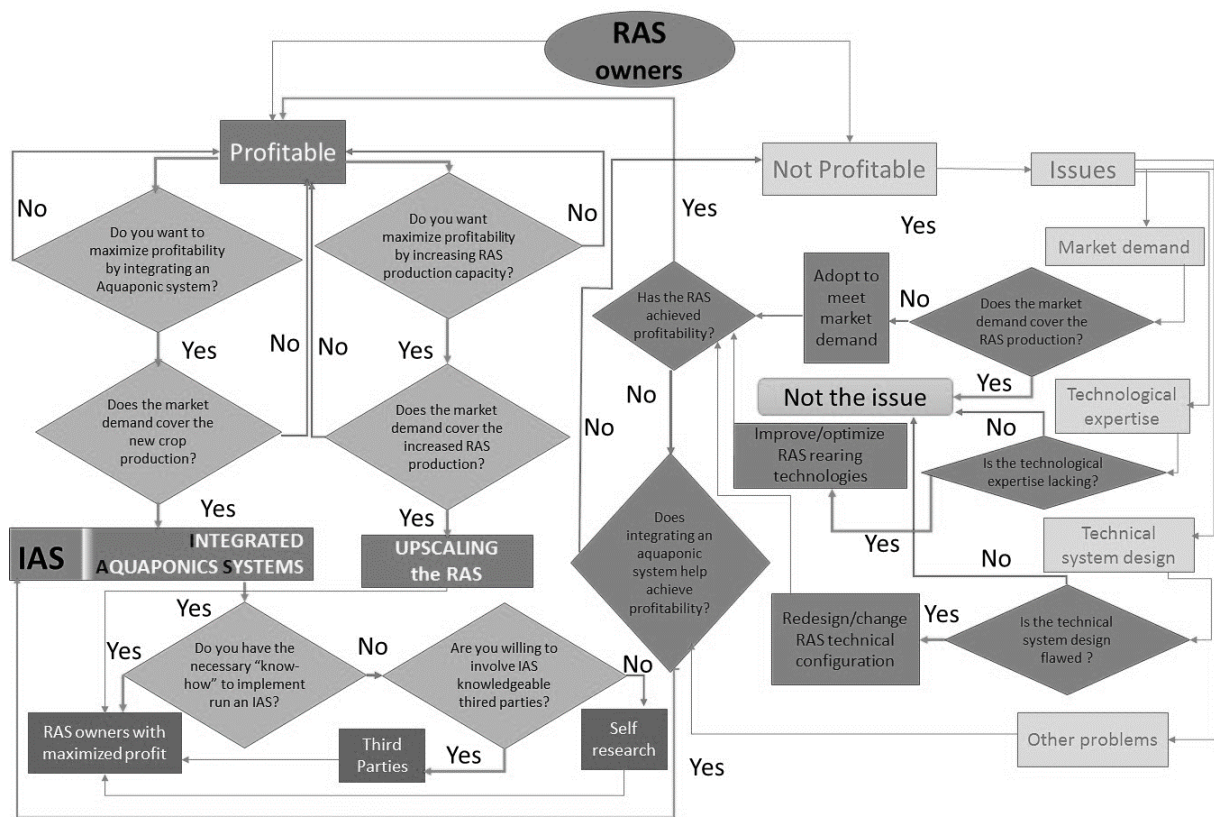 RAS
owners
Profitable
Not Profitable
Issues
No
No
Yes
Yes
Do you want to
maximize profitability
by integrating an
Aquaponic system?
Do you want
maximize profitability
by increasing RAS
production capacity?
Market demand
Has the RAS
achieved
profitability?
Adopt to
meet
market
demand
No
Does the market
demand cover the
RAS production?
Yes
No
No
Yes
No
Yes
Not the issue
Technological
expertise
Does the market
demand cover the
new crop
production?
Does the market
demand cover the
increased RAS
production?
No
Improve/optimize
RAS rearing
technologies
No
Is the technological
expertise lacking?
Yes
Yes
Yes
IAS
INTEGRATED
AQUAPONICS SYSTEMS
UPSCALING
the RAS
Does
integrating an
aquaponic
system help
achieve
profitability?
Technical
system design
No
Yes
Yes
Do you have the
necessary “know-
how” to implement
run an IAS?
No
Are you willing to
involve IAS
knowledgeable
thired parties?
No
Redesign/change
RAS technical
configuration
Yes
Is the technical
system design
flawed ?
RAS owners with
maximized profit
Third
Parties
Yes
Self
research
Yes
Other problems